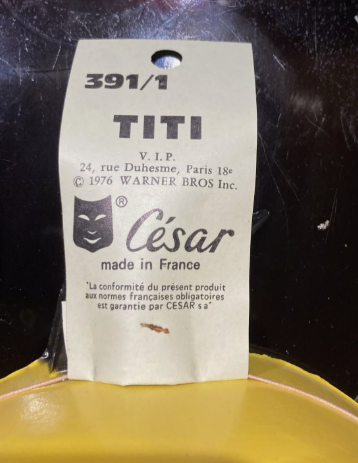 391/1
TITI
V. I. P.
24, rue Duhesme, Paris 18e
© 1976 WARNER BROS Inc.
®
César
made in France
"La conformité du présent produit
aux normes françaises obligatoires
est garantie par CESAR s a"